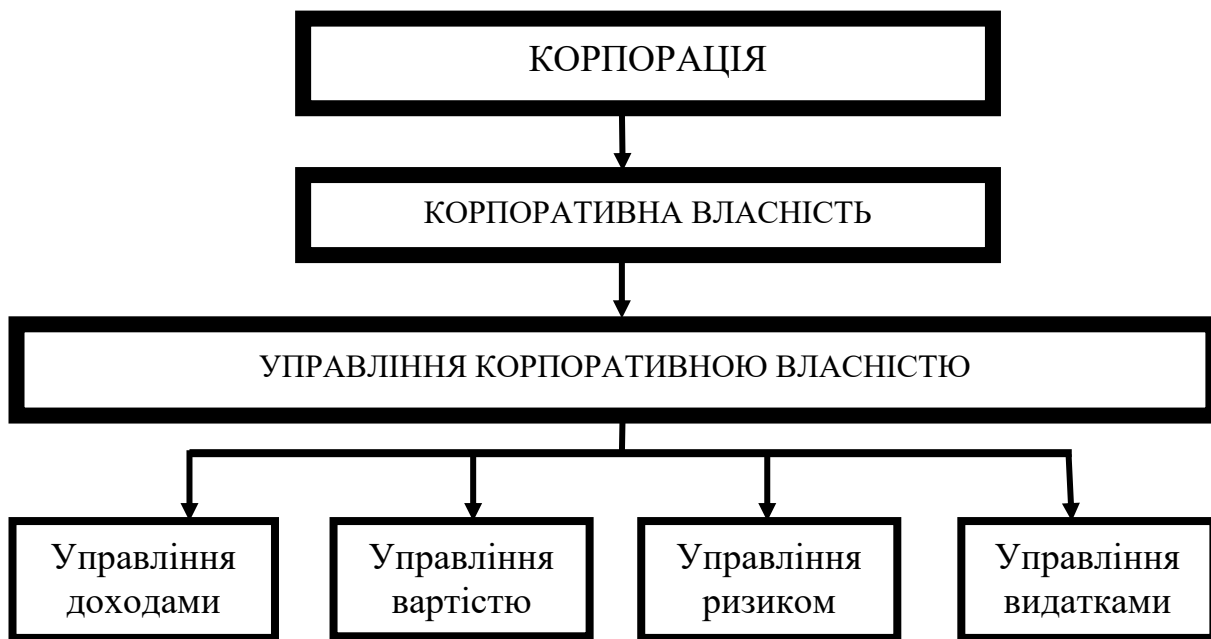 КОРПОРАЦІЯ
КОРПОРАТИВНА ВЛАСНІСТЬ
УПРАВЛІННЯ КОРПОРАТИВНОЮ ВЛАСНІСТЮ
Управління
доходами
Управління
вартістю
Управління
ризиком
Управління
видатками